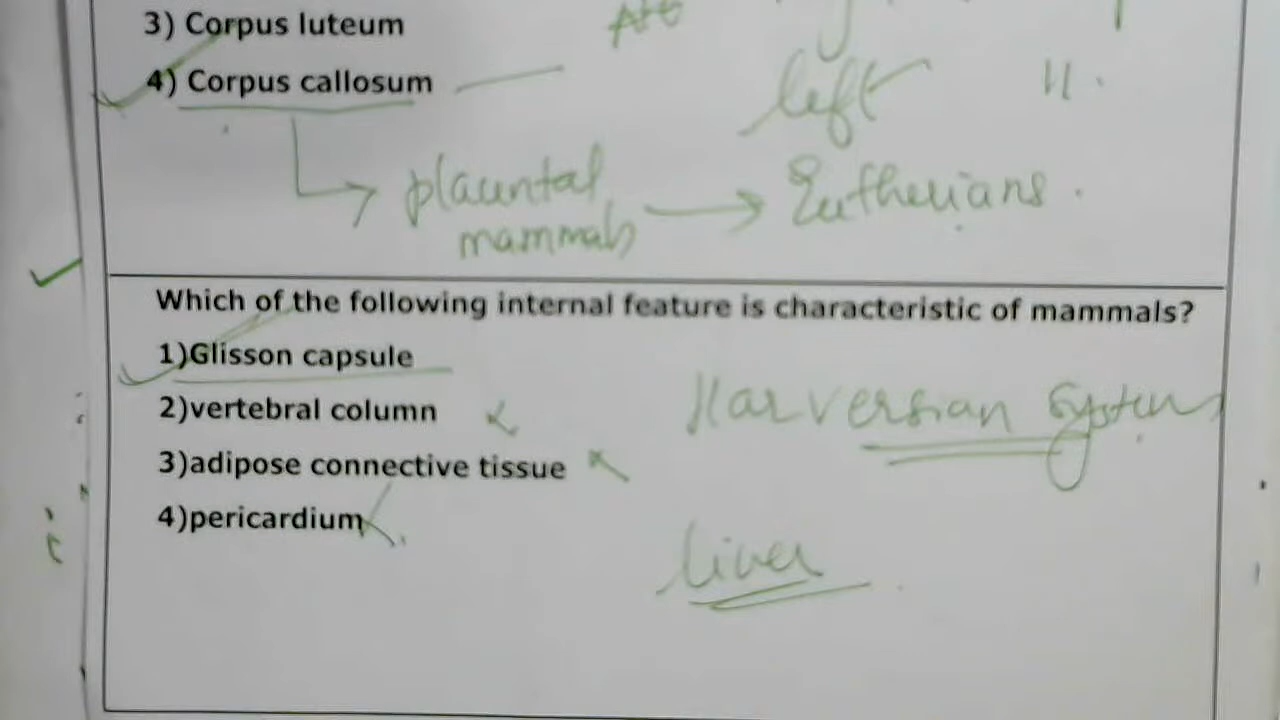 3) Corpus luteum
4) Corpus callosum
left 11.
placental
mammals → Eutherians.
Which of the following internal feature is characteristic of mammals?
1)Glisson capsule
2)vertebral column
Harversian System
3)adipose connective tissue
4)pericardium
liver